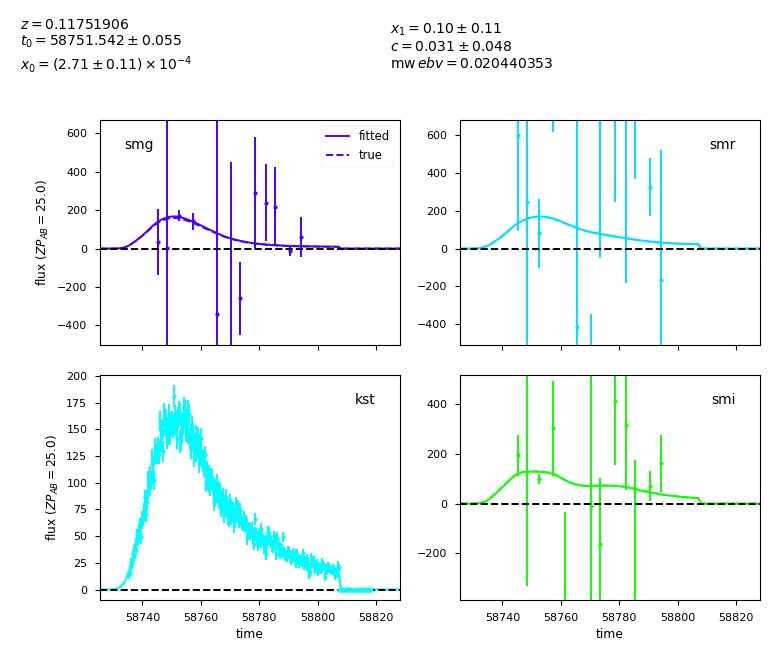 z = 0.11751906
t₀ = 58751.542 ± 0.055
x₀ = (2.71 ± 0.11) × 10⁻⁴
x₁ = 0.10 ± 0.11
c = 0.031 ± 0.048
mw ebv = 0.020440353
smg
fitted
true
600
400
200
0
−200
−400
flux (ZP_AB = 25.0)
smr
600
400
200
0
−200
−400
kst
200
175
150
125
100
75
50
25
0
flux (ZP_AB = 25.0)
58740 58760 58780 58800 58820
time
smi
400
200
0
−200
58740 58760 58780 58800 58820
time